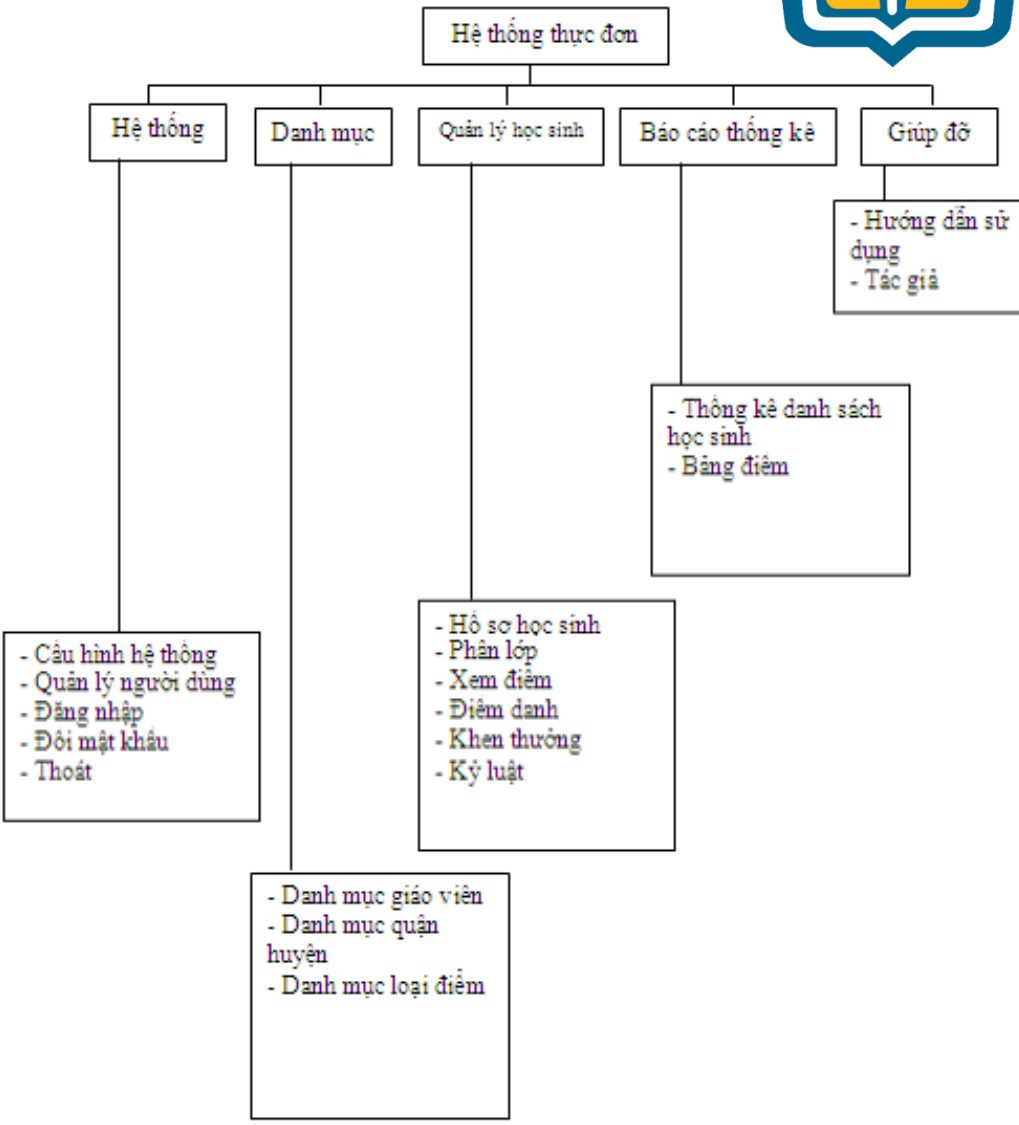 Hệ thống thực đơn
Hệ thống
Danh mục
Quản lý học sinh
Báo cáo thống kê
Giúp đỡ
- Hướng dẫn sử
dụng
- Tác giả
- Thống kê danh sách
học sinh
- Bảng điểm
- Hồ sơ học sinh
- Phân lớp
- Xem điểm
- Điểm danh
- Khen thưởng
- Kỷ luật
- Cấu hình hệ thống
- Quản lý người dùng
- Đăng nhập
- Đổi mật khẩu
- Thoát
- Danh mục giáo viên
- Danh mục quận
huyện
- Danh mục loại điểm